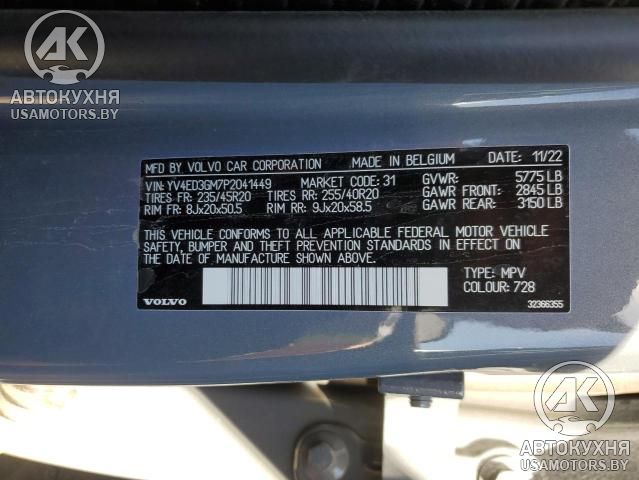 AK
АВТОКУХНЯ
USAMOTORS.BY
MFD BY VOLVO CAR CORPORATION MADE IN BELGIUM 11/22
VIN: YV4ED3GM7P2041449 MARKET CODE: 31 GVWR: 5775 LB
TIRES FR: 235/45R20 TIRES RR: 255/40R20 GAWR FRONT: 2845 LB
RIM FR: 8Jx20x50.5 RIM RR: 9Jx20x58.5 GAWR REAR: 3150 LB
THIS VEHICLE CONFORMS TO ALL APPLICABLE FEDERAL MOTOR VEHICLE
SAFETY, BUMPER AND THEFT PREVENTION STANDARDS IN EFFECT ON
THE DATE OF MANUFACTURE SHOWN ABOVE.
TYPE: MPV
COLOUR: 728
VOLVO 32366355
AK
АВТОКУХНЯ
USAMOTORS.BY